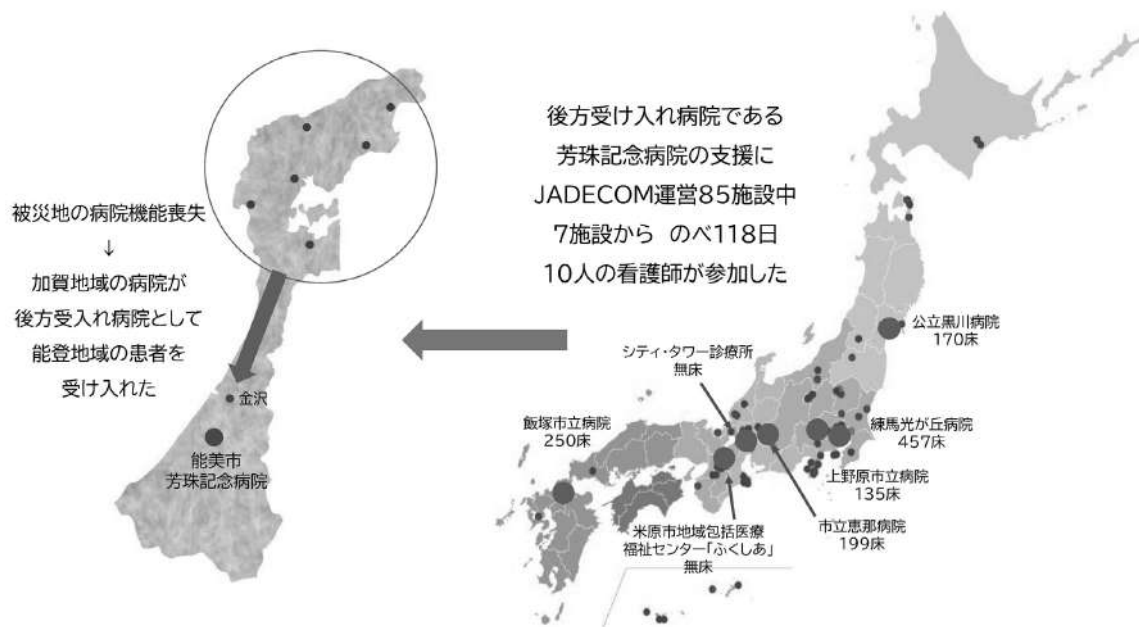 被災地の病院機能喪失
↓
加賀地域の病院が
後方受入れ病院として
能登地域の患者を
受け入れた
金沢
能美市
芳珠記念病院
後方受け入れ病院である
芳珠記念病院の支援に
JADECOM運営85施設中
7施設から のべ118日
10人の看護師が参加した
公立黒川病院
170床
シティ・タワー診療所
無床
飯塚市立病院
250床
練馬光が丘病院
457床
上野原市立病院
135床
市立恵那病院
199床
米原市地域包括医療
福祉センター「ふくしあ」
無床